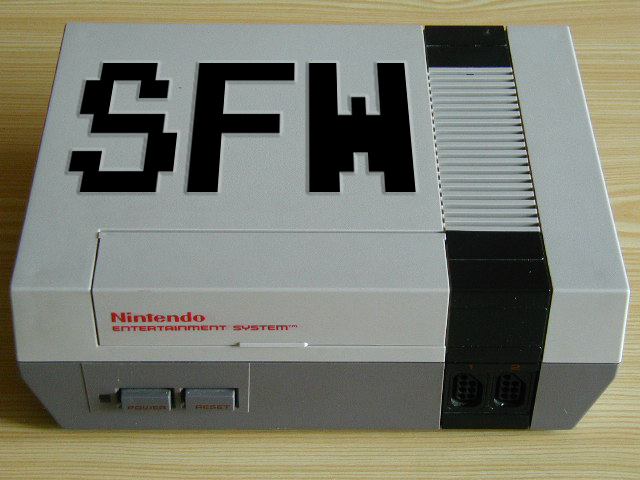 SFW
Nintendo
ENTERTAINMENT SYSTEM™
1 2
POWER RESET